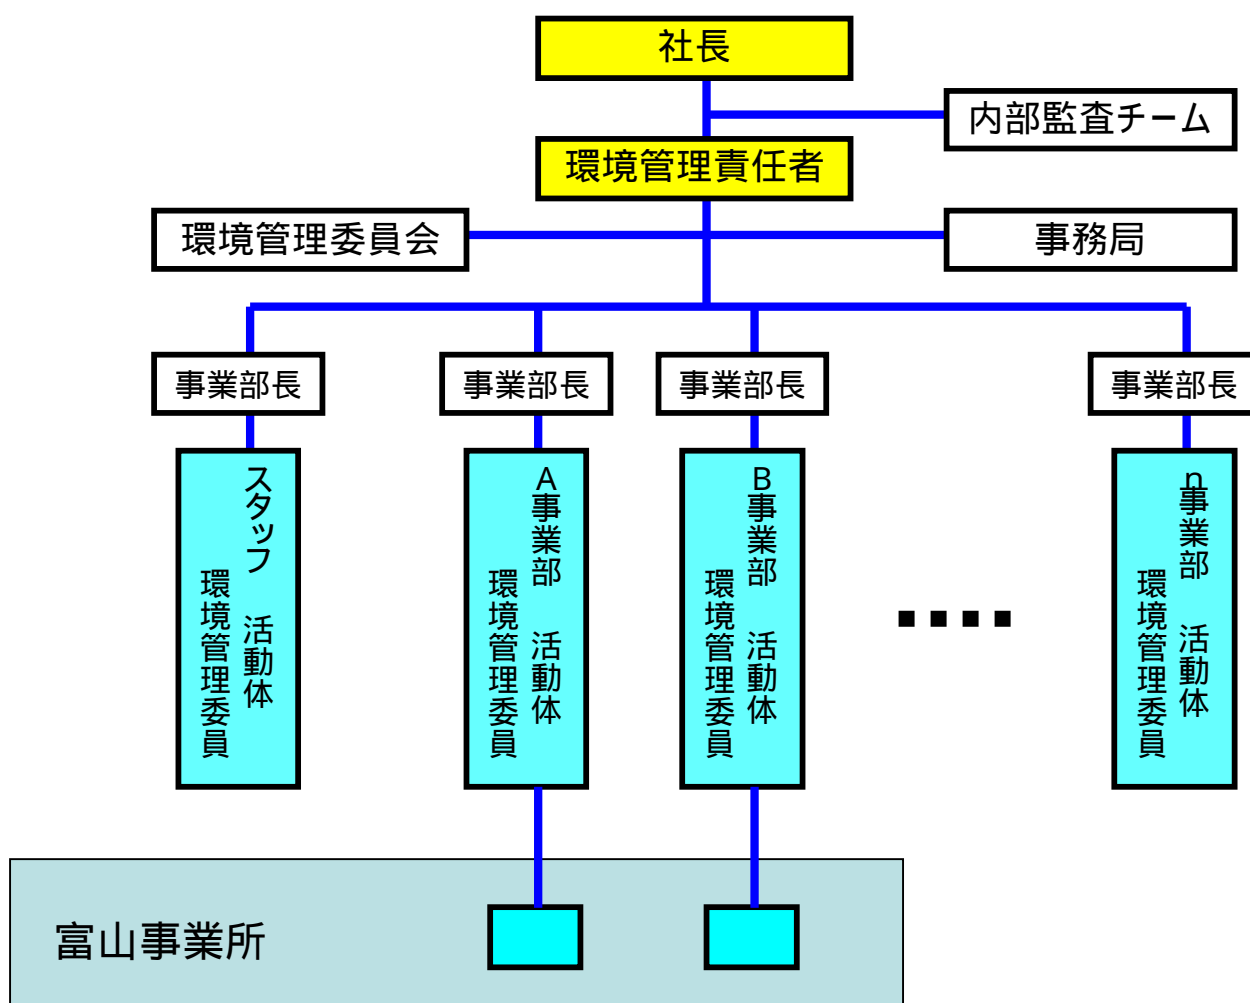 社長
内部監査チーム
環境管理責任者
環境管理委員会
事務局
事業部長
事業部長
事業部長
事業部長
スタッフ 活動体
環境管理委員
A事業部 活動体
環境管理委員
B事業部 活動体
環境管理委員
....
n事業部 活動体
環境管理委員
富山事業所